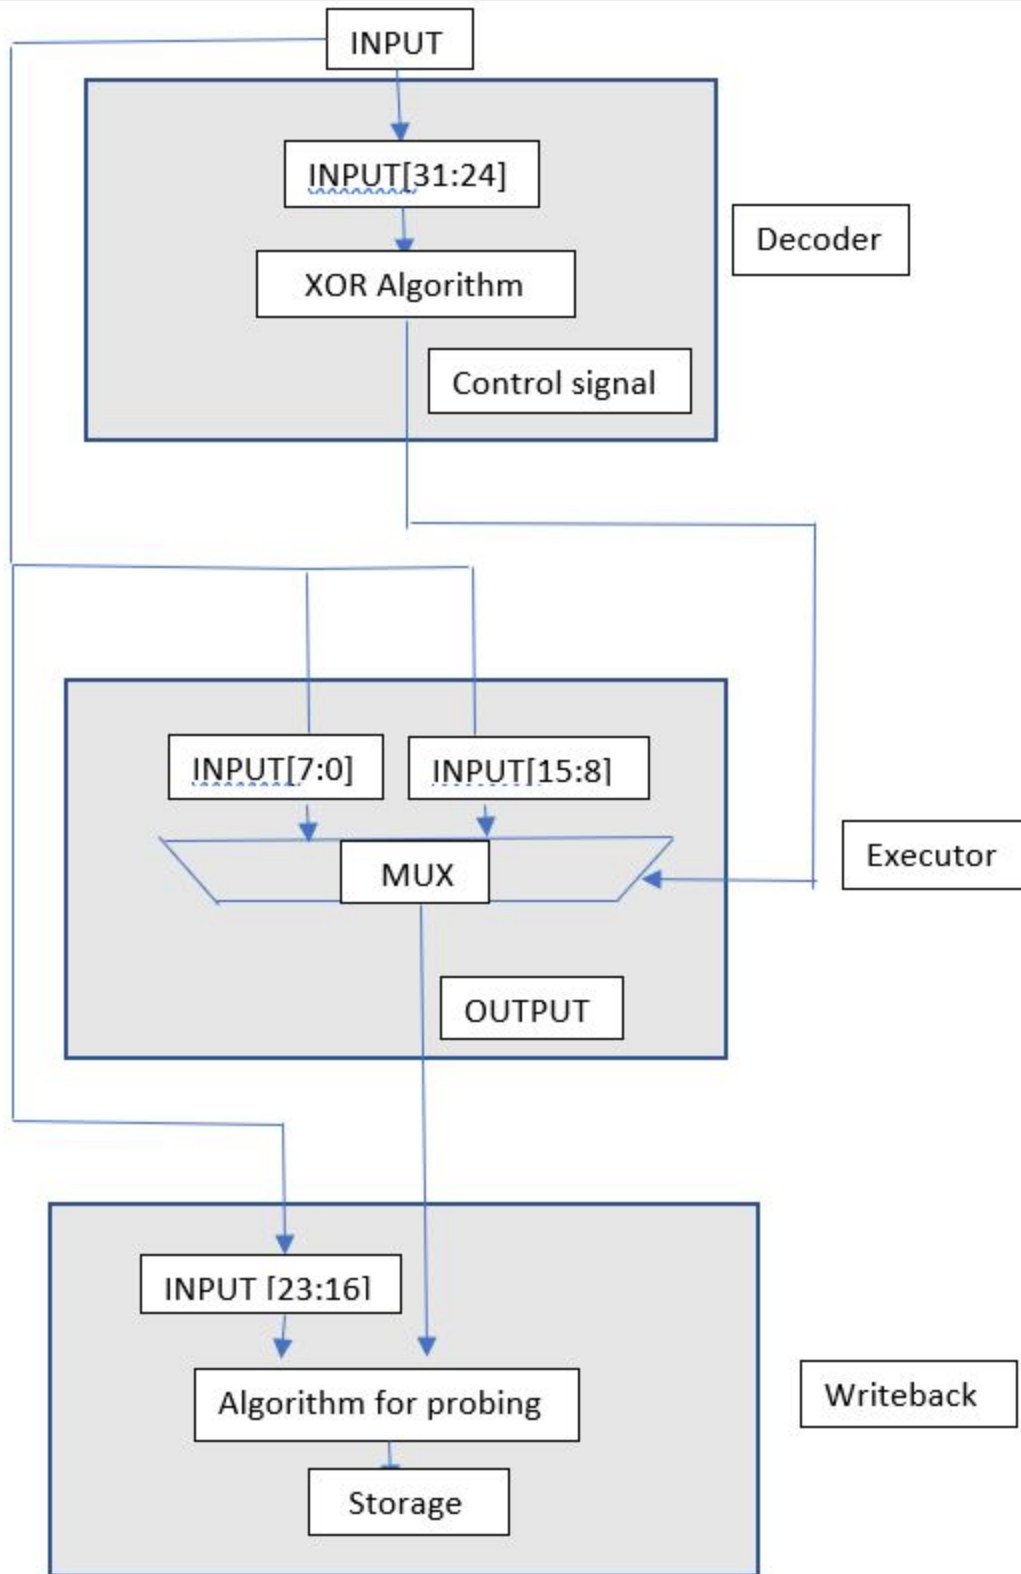 INPUT
INPUT[31:24]
Decoder
XOR Algorithm
Control signal
INPUT[7:0]
INPUT[15:8]
MUX
Executor
OUTPUT
INPUT [23:16]
Algorithm for probing
Writeback
Storage